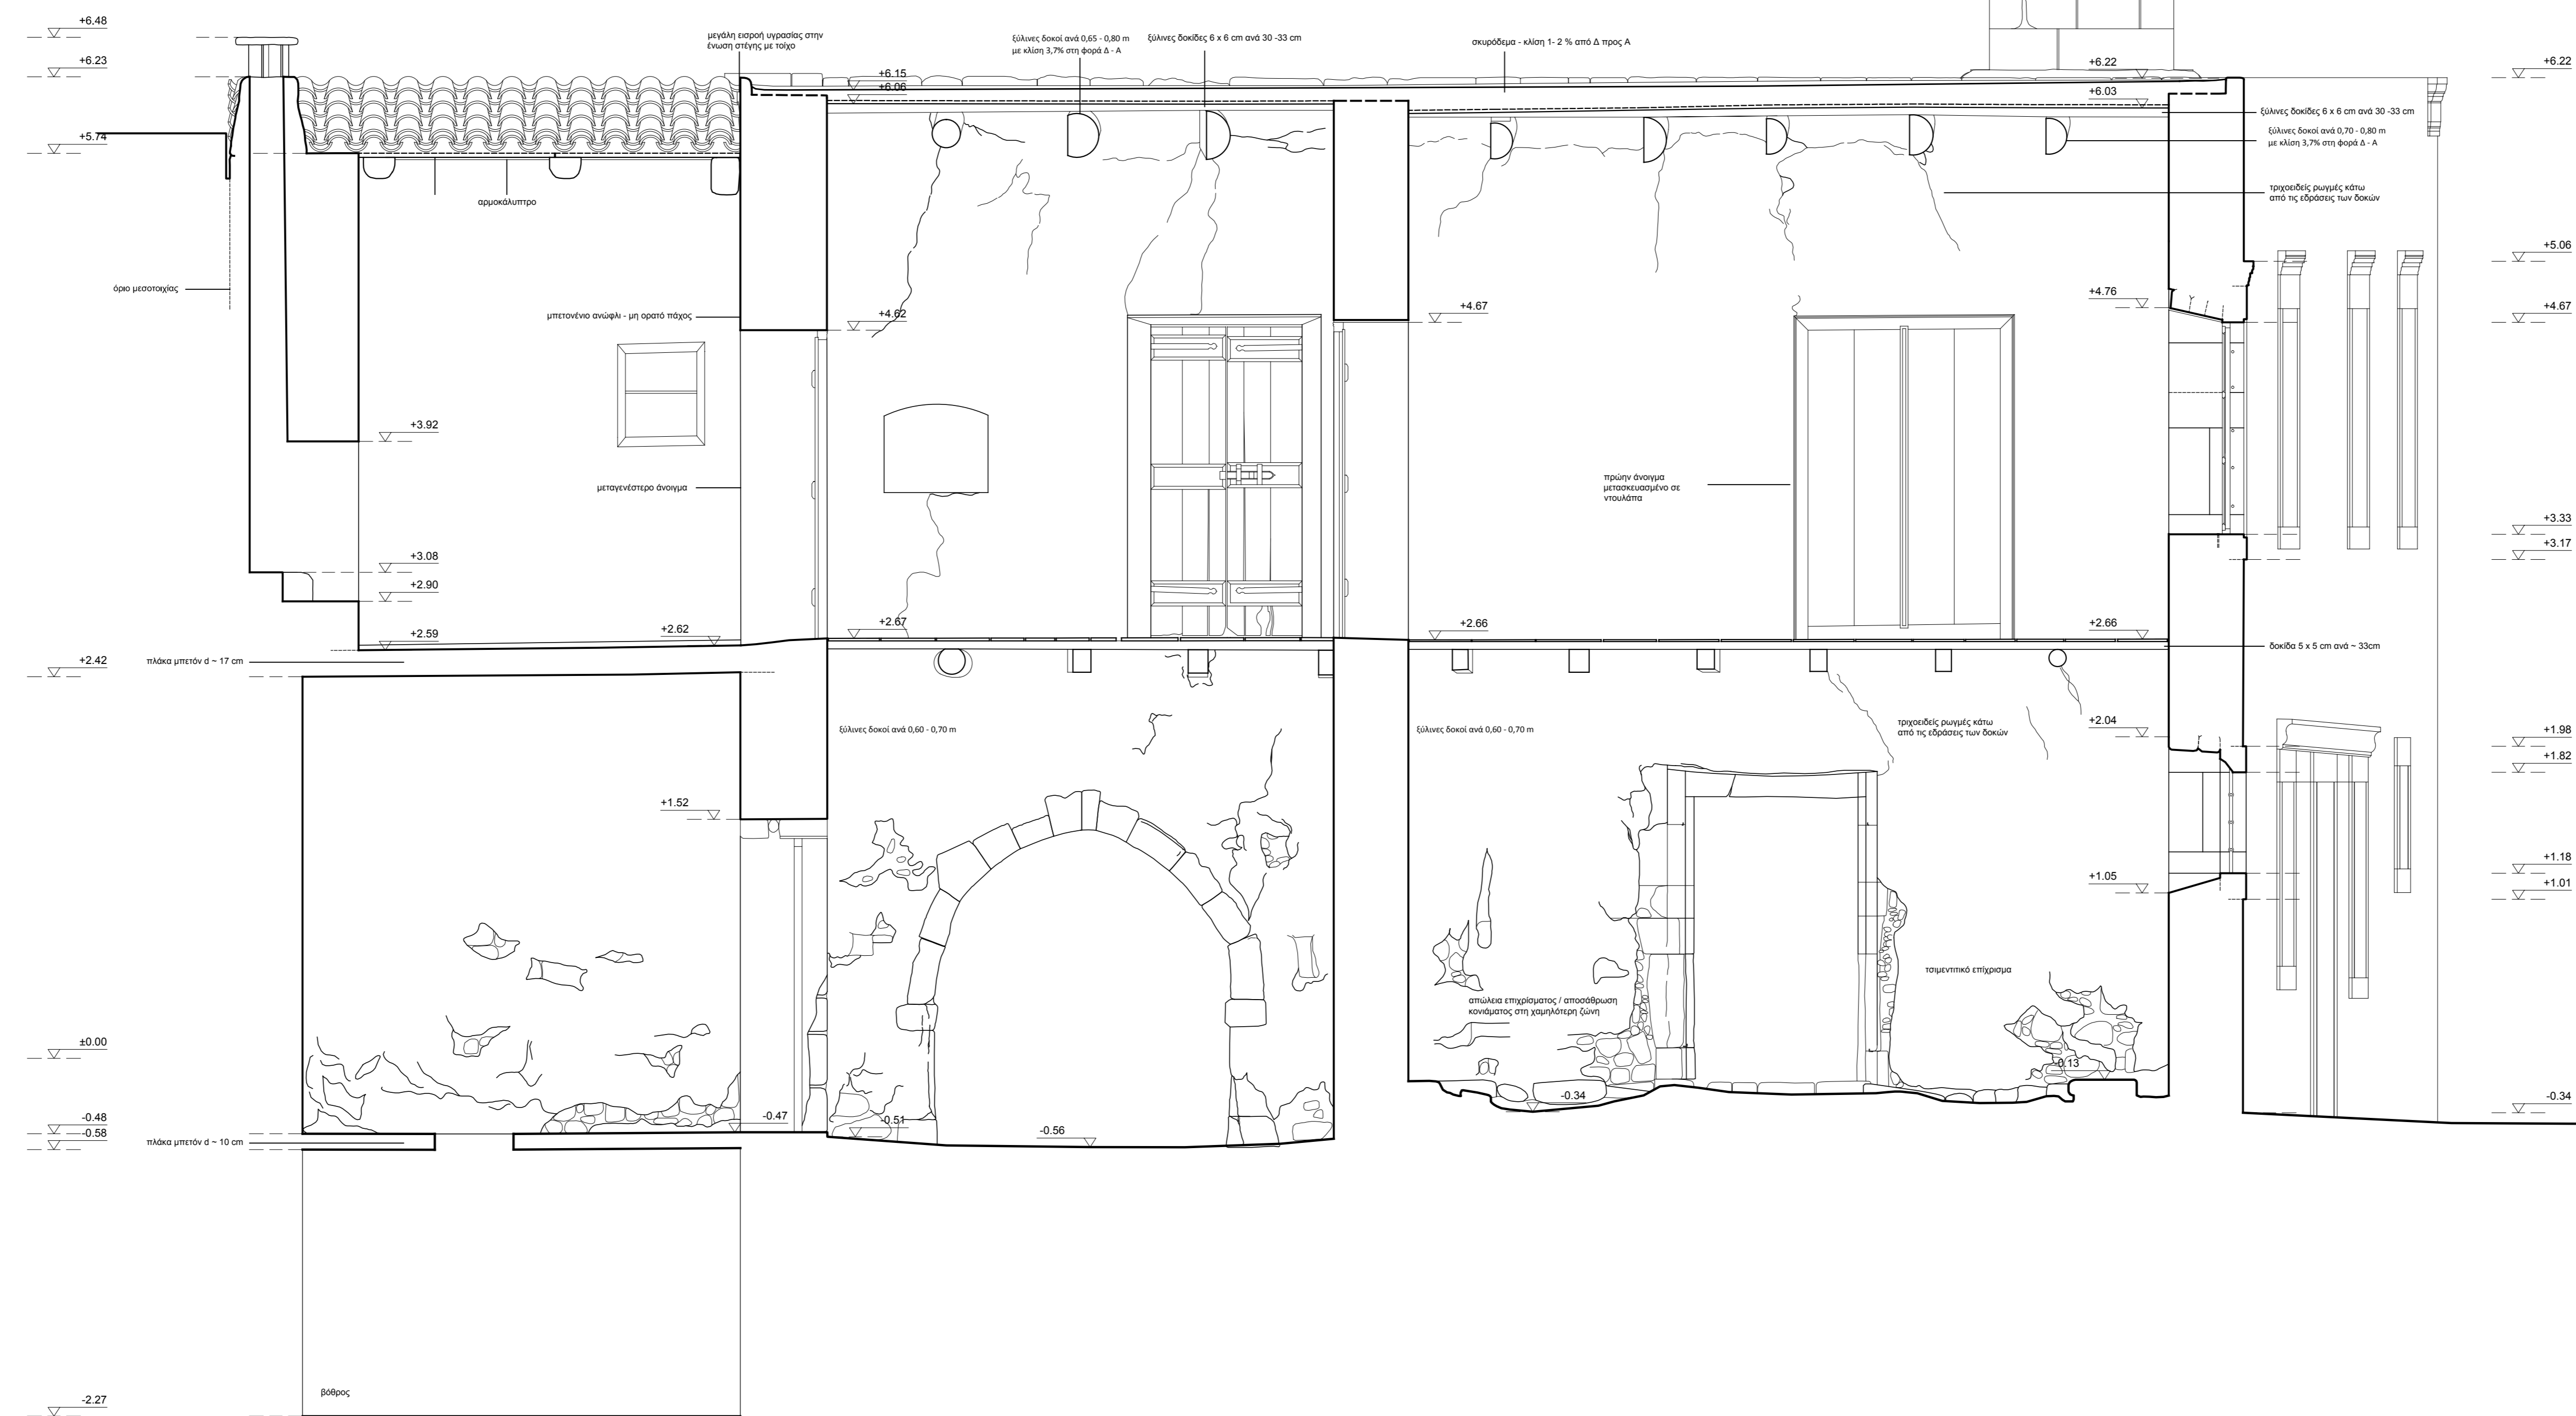 +6.48
+6.23
+5.74
μεγάλη εισροή υγρασίας στην
ένωση στέγης με τοίχο
ξύλινες δοκοί ανά 0,65 - 0,80 m
με κλίση 3,7% στη φορά Δ - Α
ξύλινες δοκίδες 6 x 6 cm ανά 30 -33 cm
σκυρόδεμα - κλίση 1- 2 % από Δ προς Α
+6.15
+6.06
+6.22
+6.03
+6.22
ξύλινες δοκίδες 6 x 6 cm ανά 30 -33 cm
ξύλινες δοκοί ανά 0,70 - 0,80 m
με κλίση 3,7% στη φορά Δ - Α
τριχοειδείς ρωγμές κάτω
από τις εδράσεις των δοκών
αρμοκάλυπτρο
όριο μεσοτοιχίας
μπετονένιο ανώφλι - μη ορατό πάχος
+4.62
+4.67
+4.76
+5.06
+4.67
+3.92
μεταγενέστερο άνοιγμα
πρώην άνοιγμα
μετασκευασμένο σε
ντουλάπα
+3.33
+3.17
+3.08
+2.90
+2.59
+2.62
+2.67
+2.66
+2.66
+2.42
πλάκα μπετόν d ~ 17 cm
δοκίδα 5 x 5 cm ανά ~ 33cm
ξύλινες δοκοί ανά 0,60 - 0,70 m
ξύλινες δοκοί ανά 0,60 - 0,70 m
τριχοειδείς ρωγμές κάτω
από τις εδράσεις των δοκών
+2.04
+1.98
+1.82
+1.52
+1.05
+1.18
+1.01
τσιμεντιτικό επίχρισμα
απώλεια επιχρίσματος / αποσάθρωση
κονιάματος στη χαμηλότερη ζώνη
±0.00
-0.13
-0.34
-0.34
-0.48
-0.58
-0.47
-0.51
-0.56
πλάκα μπετόν d ~ 10 cm
βόθρος
-2.27